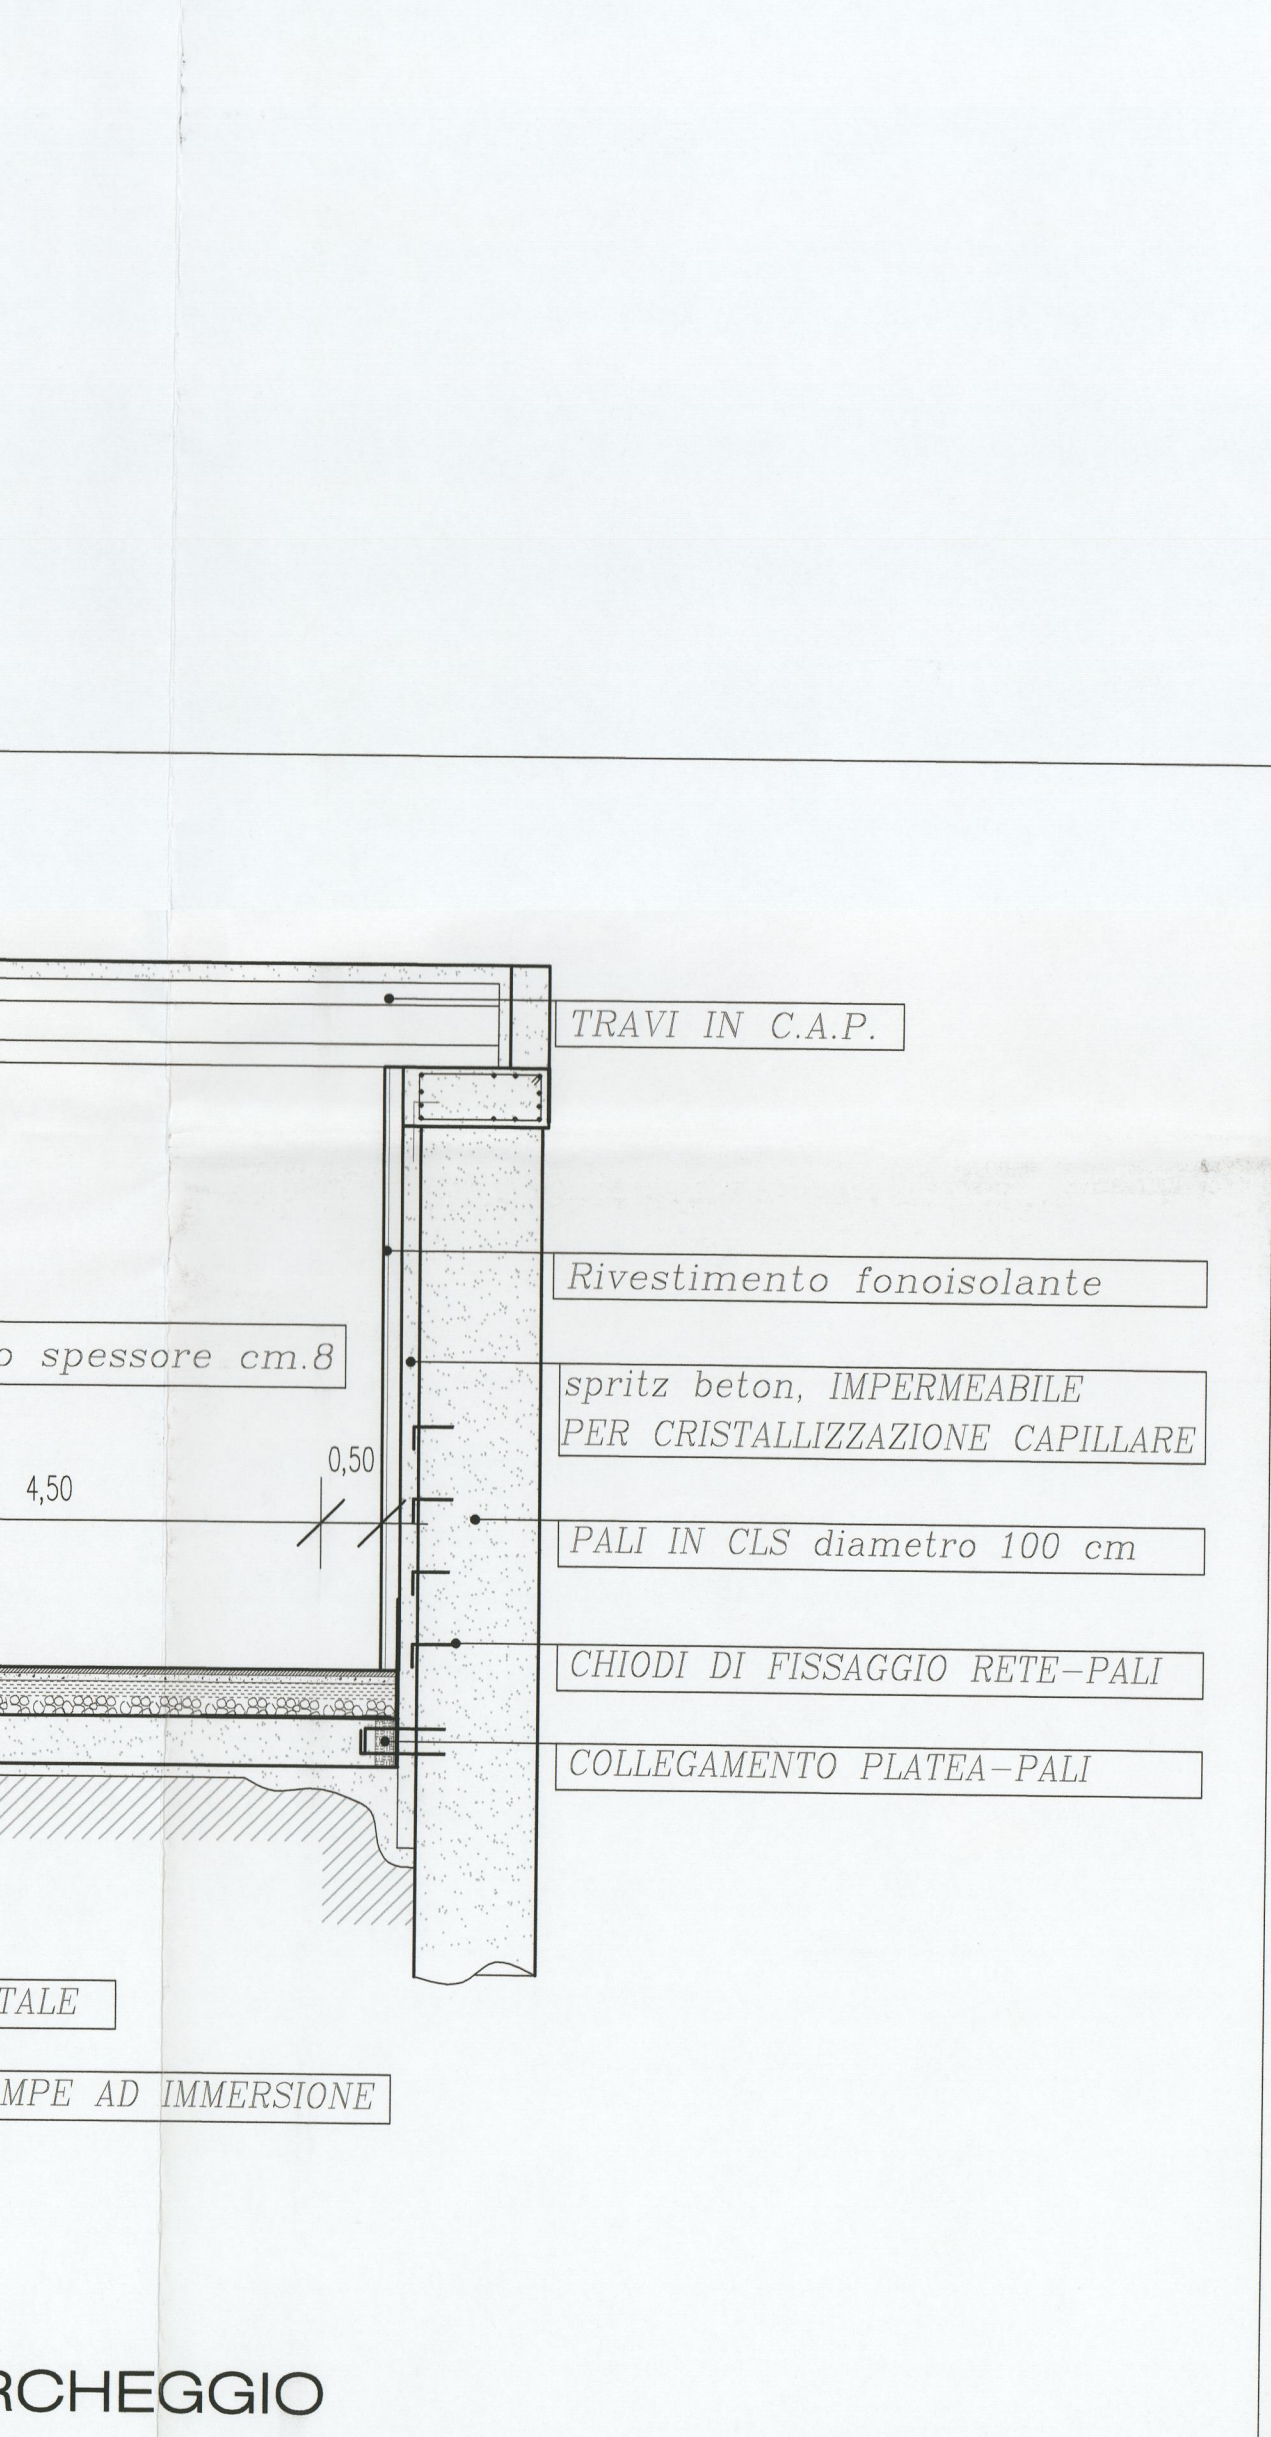 TRAVI IN C.A.P.
Rivestimento fonoisolante
o spessore cm.8
spritz beton, IMPERMEABILE
PER CRISTALLIZZAZIONE CAPILLARE
0,50
4,50
PALI IN CLS diametro 100 cm
CHIODI DI FISSAGGIO RETE-PALI
COLLEGAMENTO PLATEA-PALI
TALE
MPE AD IMMERSIONE
RCHEGGIO